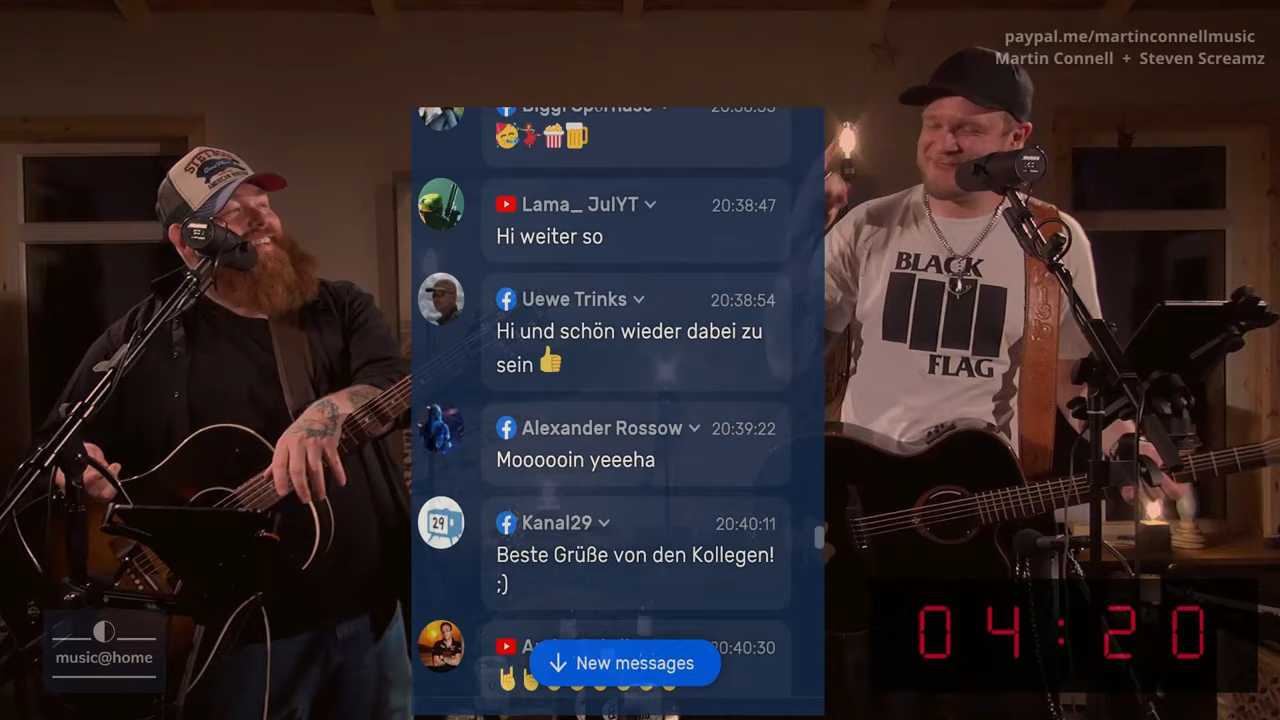 paypal.me/martinconnellmusic
Martin Connell + Steven Screamz
STETSON
Lama_ JulYT 20:38:47
Hi weiter so
Uewe Trinks 20:38:54
Hi und schön wieder dabei zu
sein 👍
Alexander Rossow 20:39:22
Moooooin yeeeha
29
Kanal29 20:40:11
Beste Grüße von den Kollegen!
;)
20:40:30
New messages
BLACK
FLAG
music@home
04:20